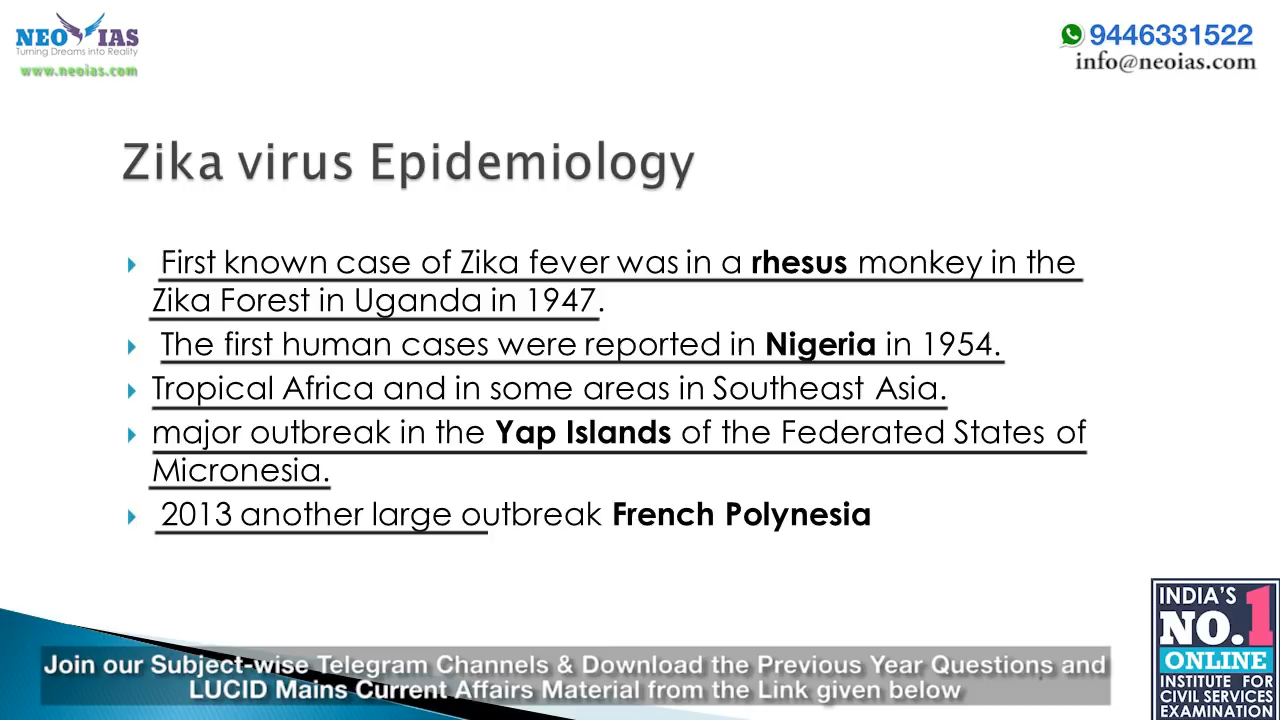 NEO IAS
Turning Dreams into Reality
www.neoias.com
9446331522
info@neoias.com
Zika virus Epidemiology
First known case of Zika fever was in a rhesus monkey in the
Zika Forest in Uganda in 1947.
The first human cases were reported in Nigeria in 1954.
Tropical Africa and in some areas in Southeast Asia.
major outbreak in the Yap Islands of the Federated States of
Micronesia.
2013 another large outbreak French Polynesia
Join our Subject-wise Telegram Channels & Download the Previous Year Questions and
LUCID Mains Current Affairs Material from the Link given below
INDIA'S
NO.1
ONLINE
INSTITUTE FOR
CIVIL SERVICES
EXAMINATION